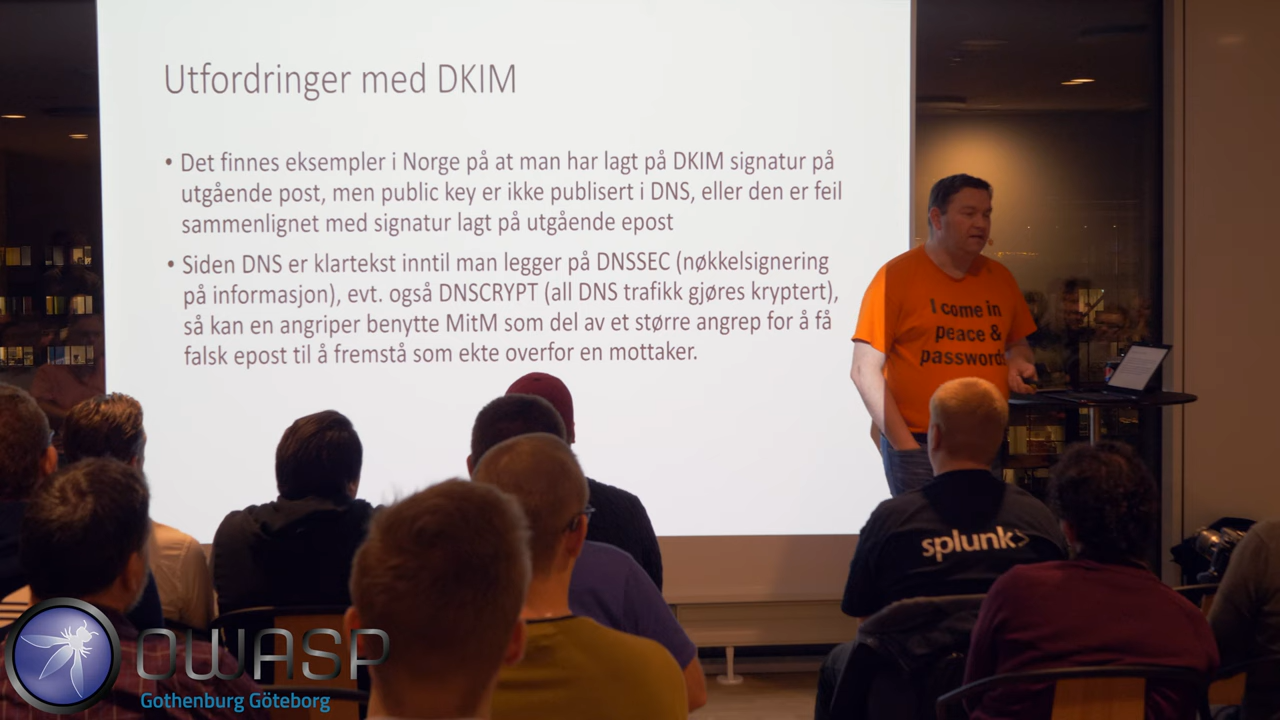 Utfordringer med DKIM
• Det finnes eksempler i Norge på at man har lagt på DKIM signatur på
utgående post, men public key er ikke publisert i DNS, eller den er feil
sammenlignet med signatur lagt på utgående epost
• Siden DNS er klartekst inntil man legger på DNSSEC (nøkkelsignering
på informasjon), evt. også DNSCRYPT (all DNS trafikk gjøres kryptert),
så kan en angriper benytte MitM som del av et større angrep for å få
falsk epost til å fremstå som ekte overfor en mottaker.
I come in
peace &
passwords
splunk>
OWASP
Gothenburg Göteborg